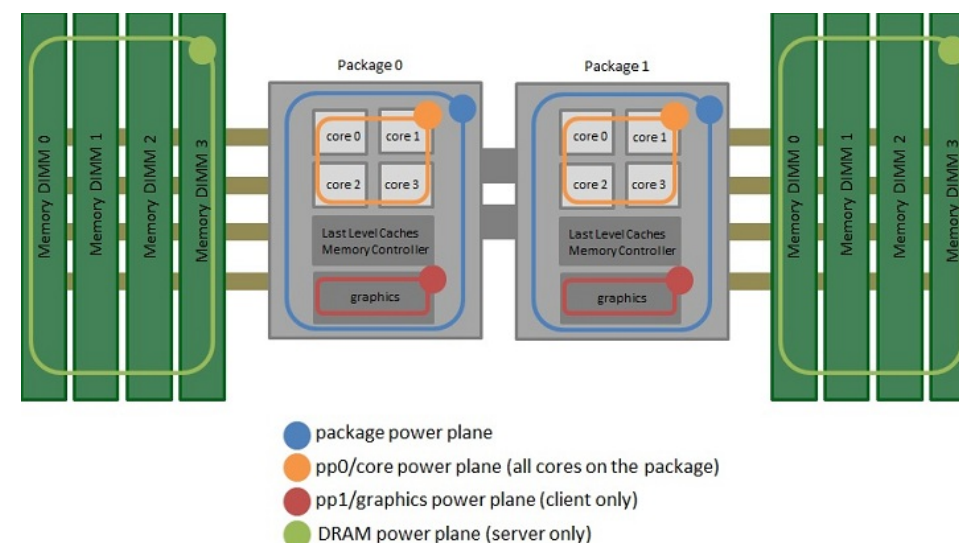 Package 0
Package 1
Memory DIMM 0
Memory DIMM 1
Memory DIMM 2
Memory DIMM 3
core 0
core 1
core 2
core 3
Last Level Caches
Memory Controller
graphics
core 0
core 1
core 2
core 3
Last Level Caches
Memory Controller
graphics
Memory DIMM 0
Memory DIMM 1
Memory DIMM 2
Memory DIMM 3
package power plane
pp0/core power plane (all cores on the package)
pp1/graphics power plane (client only)
DRAM power plane (server only)